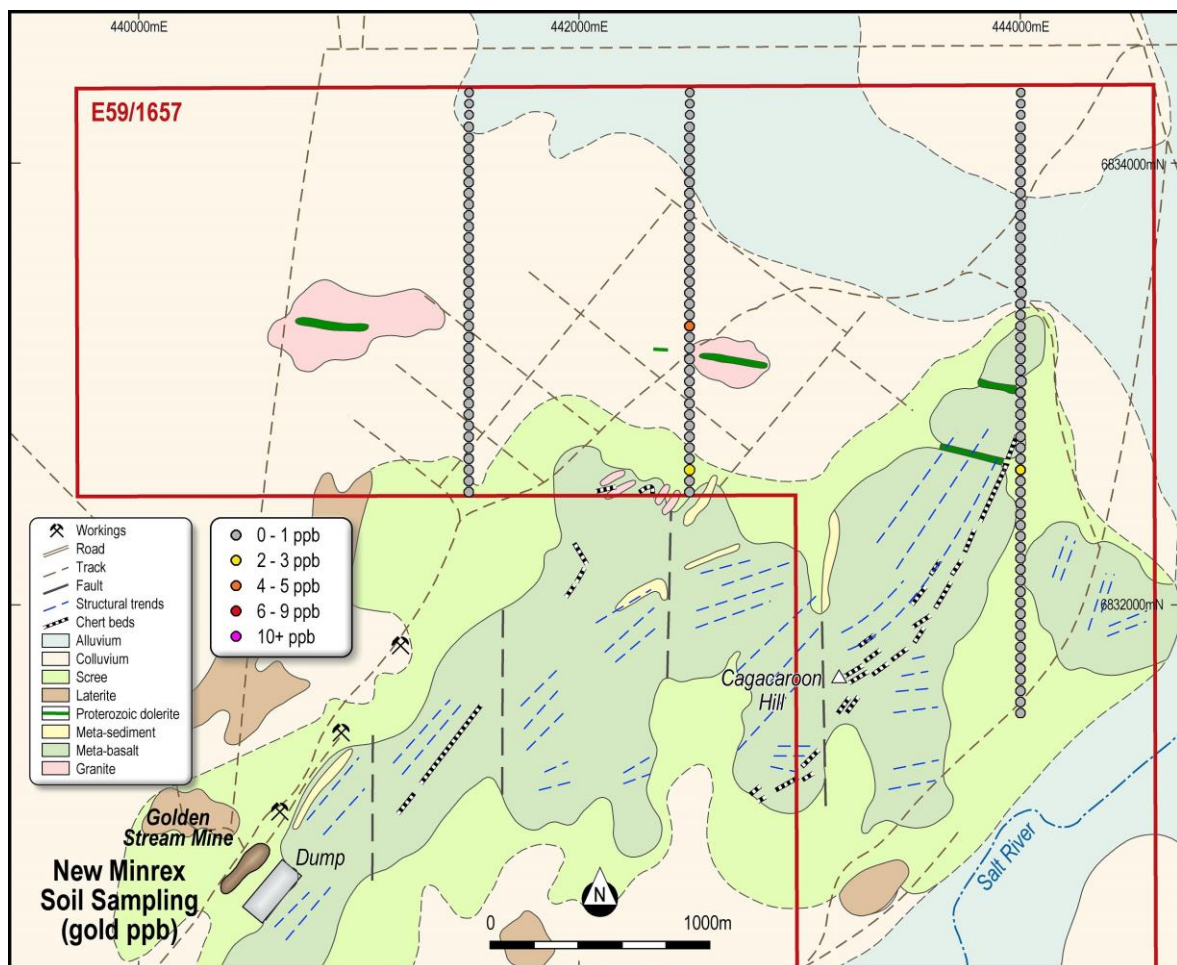 440000mE
442000mE
444000mE
E59/1657
6834000mN
Workings
Road
Track
Fault
Structural trends
Chert beds
Alluvium
Colluvium
Scree
Laterite
Proterozoic dolerite
Meta-sediment
Meta-basalt
Granite
0 - 1 ppb
2 - 3 ppb
4 - 5 ppb
6 - 9 ppb
10+ ppb
6832000mN
Cagacaroon
Hill
Golden
Stream Mine
Dump
New Minrex
Soil Sampling
(gold ppb)
N
0
1000m
Salt River